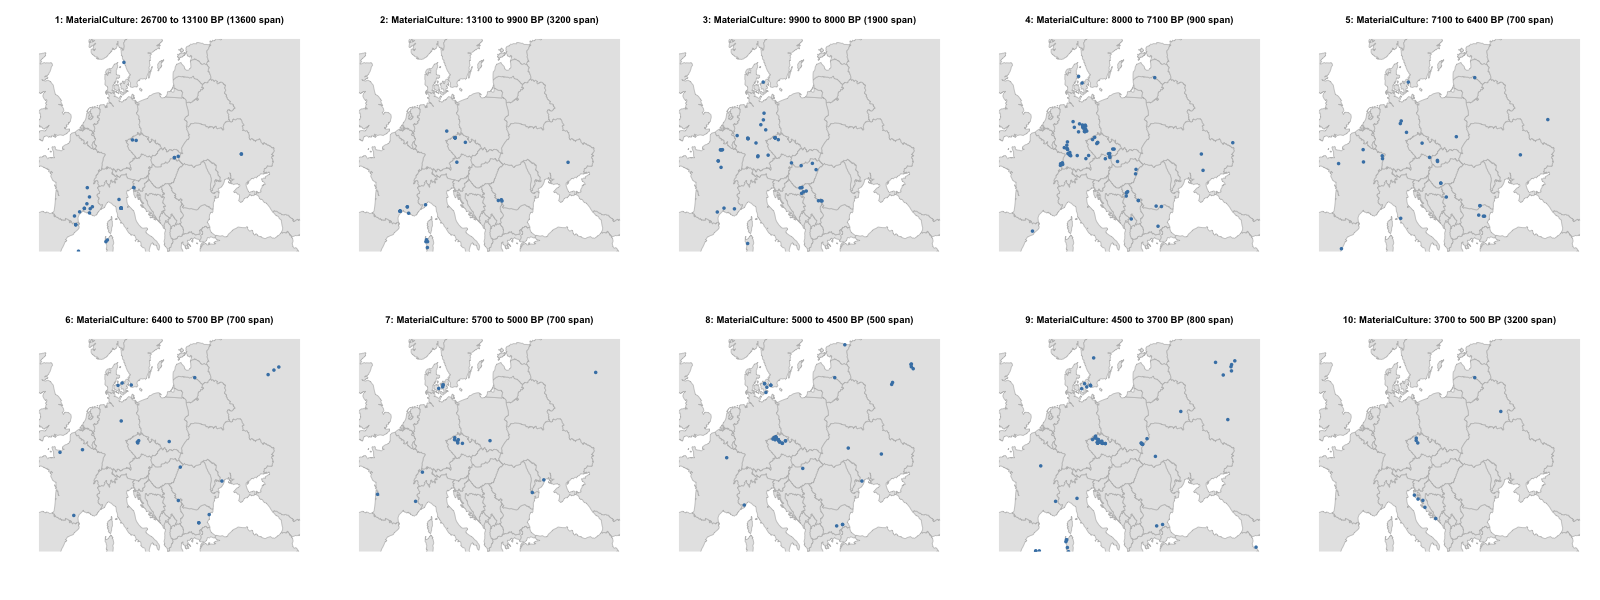 1: MaterialCulture: 26700 to 13100 BP (13600 span)
2: MaterialCulture: 13100 to 9900 BP (3200 span)
3: MaterialCulture: 9900 to 8000 BP (1900 span)
4: MaterialCulture: 8000 to 7100 BP (900 span)
5: MaterialCulture: 7100 to 6400 BP (700 span)
6: MaterialCulture: 6400 to 5700 BP (700 span)
7: MaterialCulture: 5700 to 5000 BP (700 span)
8: MaterialCulture: 5000 to 4500 BP (500 span)
9: MaterialCulture: 4500 to 3700 BP (800 span)
10: MaterialCulture: 3700 to 500 BP (3200 span)